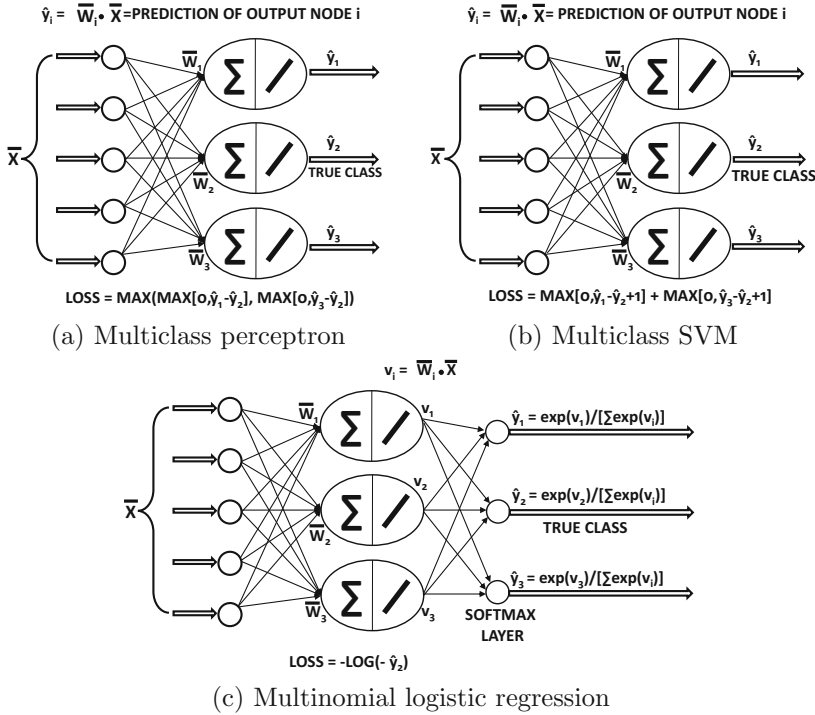 ŷᵢ = W̅ᵢ • X̅ =PREDICTION OF OUTPUT NODE i
X̅
W̅₁
W̅₂
W̅₃
Σ
Σ
Σ
ŷ₁
ŷ₂
TRUE CLASS
ŷ₃
LOSS = MAX(MAX[0,ŷ₁-ŷ₂], MAX[0,ŷ₃-ŷ₂])
(a) Multiclass perceptron
ŷᵢ = W̅ᵢ • X̅ = PREDICTION OF OUTPUT NODE i
X̅
W̅₁
W̅₂
W̅₃
Σ
Σ
Σ
ŷ₁
ŷ₂
TRUE CLASS
ŷ₃
LOSS = MAX[0,ŷ₁-ŷ₂+1] + MAX[0,ŷ₃-ŷ₂+1]
(b) Multiclass SVM
vᵢ = W̅ᵢ • X̅
X̅
W̅₁
W̅₂
W̅₃
Σ
Σ
Σ
v₁
v₂
v₃
ŷ₁ = exp(v₁)/[∑exp(vᵢ)]
ŷ₂ = exp(v₂)/[∑exp(vᵢ)]
TRUE CLASS
ŷ₃ = exp(v₃)/[∑exp(vᵢ)]
SOFTMAX
LAYER
LOSS = -LOG(- ŷ₂)
(c) Multinomial logistic regression